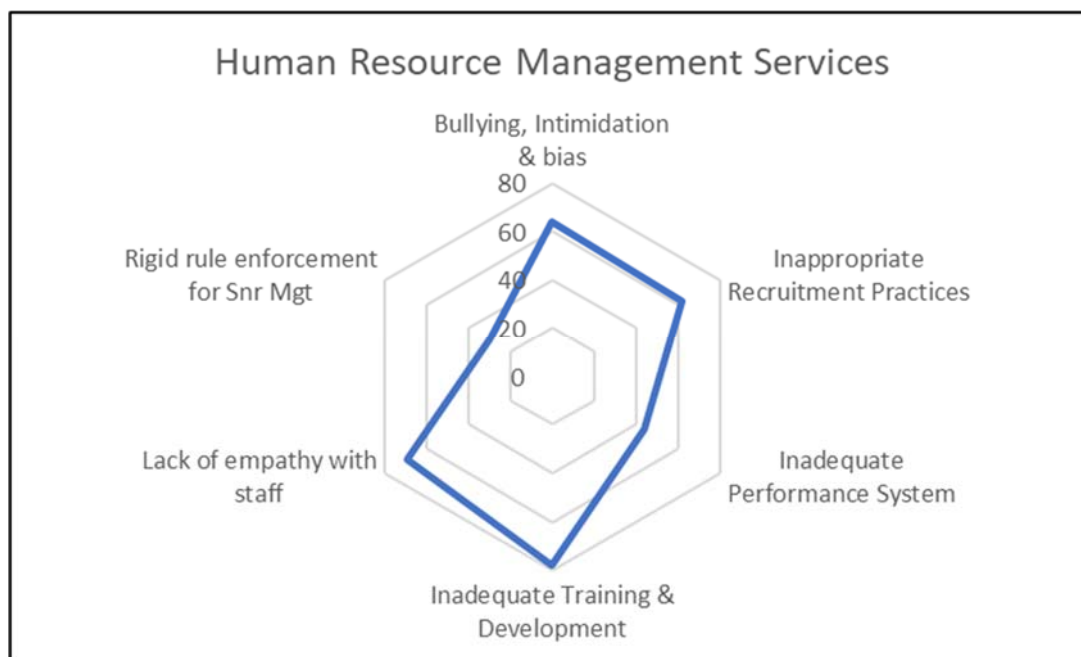 Human Resource Management Services
Bullying, Intimidation
& bias
80
60
40
20
0
Inappropriate
Recruitment Practices
Inadequate
Performance System
Inadequate Training &
Development
Lack of empathy with
staff
Rigid rule enforcement
for Snr Mgt